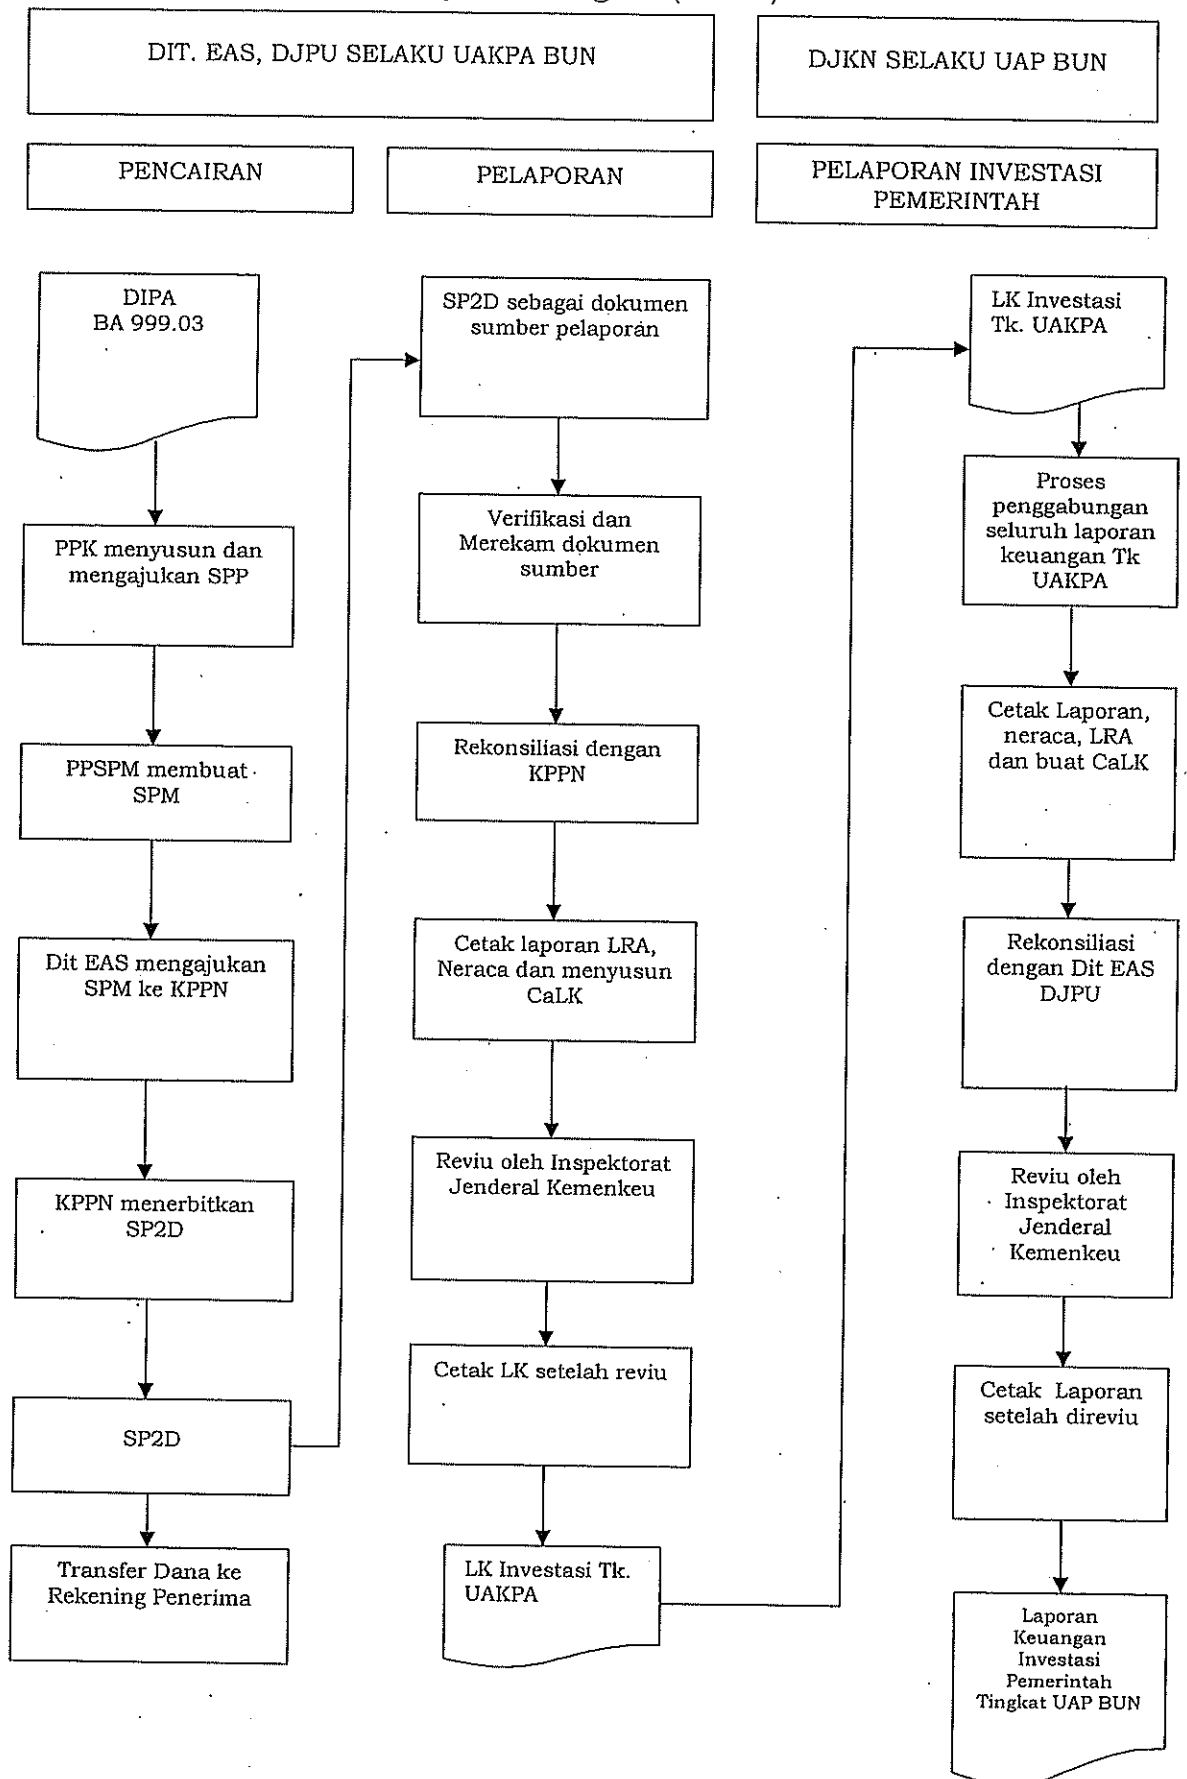 DIT. EAS, DJPU SELAKU UAKPA BUN
DJKN SELAKU UAP BUN
PENCAIRAN
PELAPORAN
PELAPORAN INVESTASI
PEMERINTAH
DIPA
BA 999.03
PPK menyusun dan
mengajukan SPP
PPSPM membuat
SPM
Dit EAS mengajukan
SPM ke KPPN
KPPN menerbitkan
SP2D
SP2D
Transfer Dana ke
Rekening Penerima
SP2D sebagai dokumen
sumber pelaporan
Verifikasi dan
Merekam dokumen
sumber
Rekonsiliasi dengan
KPPN
Cetak laporan LRA,
Neraca dan menyusun
CaLK
Reviu oleh Inspektorat
Jenderal Kemenkeu
Cetak LK setelah reviu
LK Investasi Tk.
UAKPA
LK Investasi
Tk. UAKPA
Proses
penggabungan
seluruh laporan
keuangan Tk
UAKPA
Cetak Laporan,
neraca, LRA
dan buat CaLK
Rekonsiliasi
dengan Dit EAS
DJPU
Reviu oleh
Inspektorat
Jenderal
Kemenkeu
Cetak Laporan
setelah direviu
Laporan
Keuangan
Investasi
Pemerintah
Tingkat UAP BUN